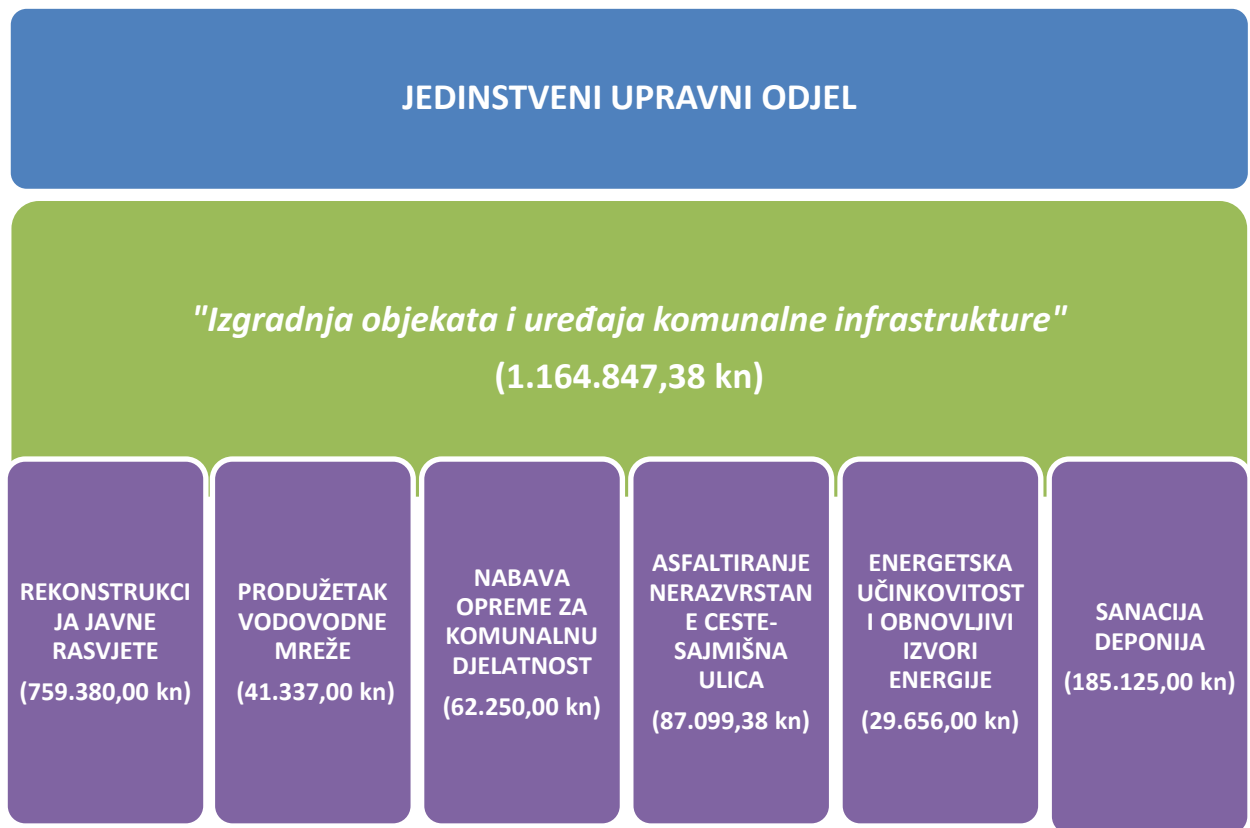 JEDINSTVENI UPRAVNI ODJEL
"Izgradnja objekata i uređaja komunalne infrastrukture"
(1.164.847,38 kn)
REKONSTRUKCI
JA JAVNE
RASVJETE
(759.380,00 kn)
PRODUŽETAK
VODOVODNE
MREŽE
(41.337,00 kn)
NABAVA
OPREME ZA
KOMUNALNU
DJELATNOST
(62.250,00 kn)
ASFALTIRANJE
NERAZVRSTAN
E CESTE-
SAJMIŠNA
ULICA
(87.099,38 kn)
ENERGETSKA
UČINKOVITOST
I OBNOVLJIVI
IZVORI
ENERGIJE
(29.656,00 kn)
SANACIJA
DEPONIJA
(185.125,00 kn)